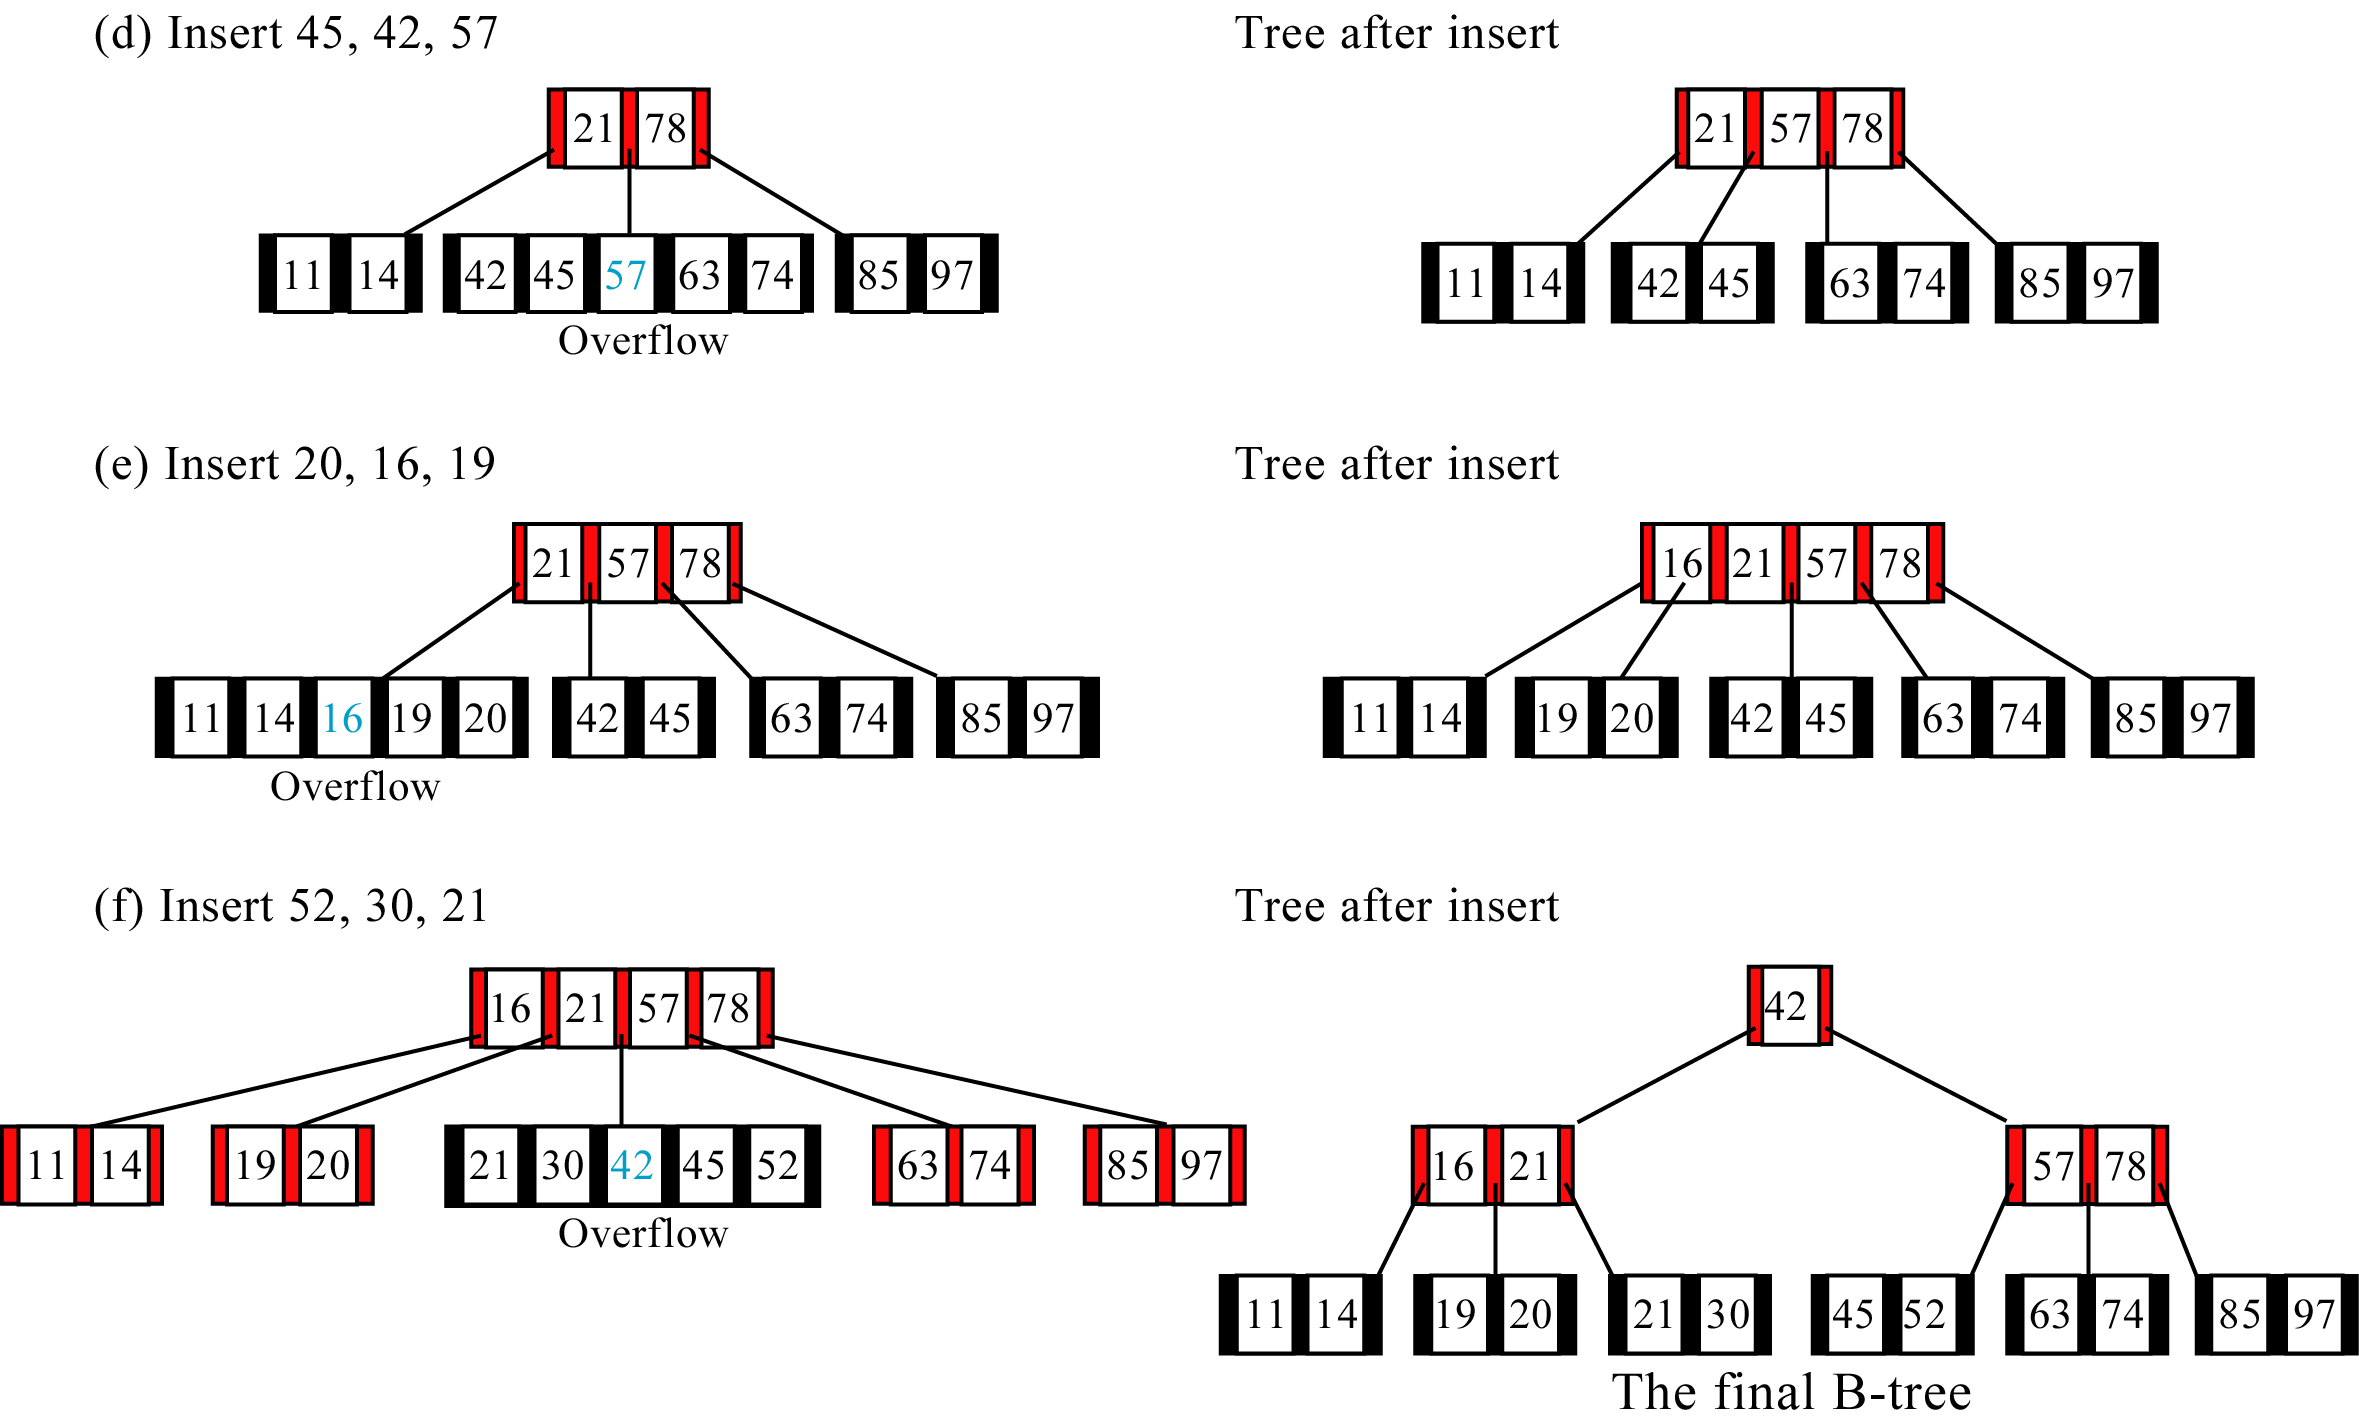 (d) Insert 45, 42, 57
Tree after insert
21 78
21 57 78
11 14 42 45 57 63 74 85 97
11 14 42 45 63 74 85 97
Overflow
(e) Insert 20, 16, 19
Tree after insert
21 57 78
16 21 57 78
11 14 16 19 20 42 45 63 74 85 97
11 14 19 20 42 45 63 74 85 97
Overflow
(f) Insert 52, 30, 21
Tree after insert
16 21 57 78
42
11 14 19 20 21 30 42 45 52 63 74 85 97
16 21 57 78
Overflow
11 14 19 20 21 30 45 52 63 74 85 97
The final B-tree